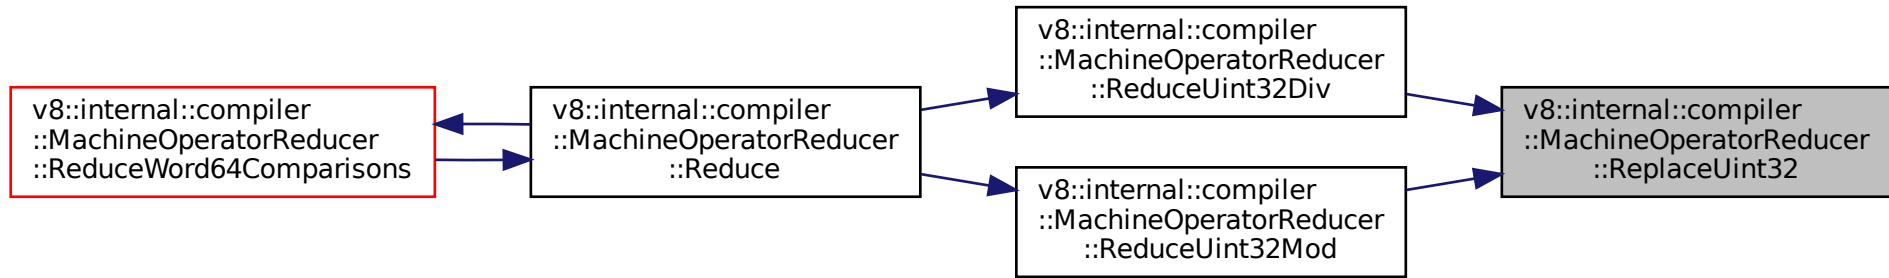 v8::internal::compiler
::MachineOperatorReducer
::ReduceWord64Comparisons
v8::internal::compiler
::MachineOperatorReducer
::Reduce
v8::internal::compiler
::MachineOperatorReducer
::ReduceUint32Div
v8::internal::compiler
::MachineOperatorReducer
::ReduceUint32Mod
v8::internal::compiler
::MachineOperatorReducer
::ReplaceUint32